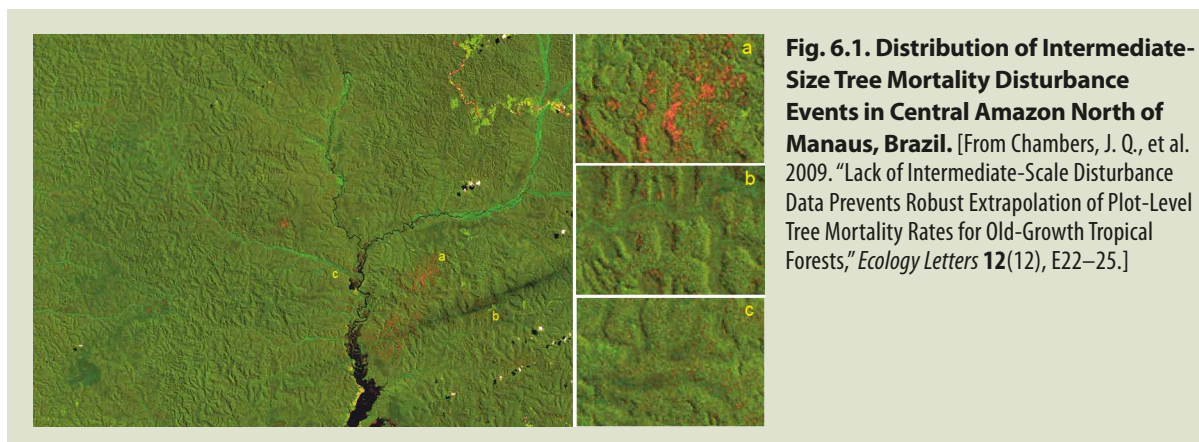 a
b
c
a
b
c
Fig. 6.1. Distribution of Intermediate-
Size Tree Mortality Disturbance
Events in Central Amazon North of
Manaus, Brazil. [From Chambers, J. Q., et al.
2009. “Lack of Intermediate-Scale Disturbance
Data Prevents Robust Extrapolation of Plot-Level
Tree Mortality Rates for Old-Growth Tropical
Forests,” Ecology Letters 12(12), E22–25.]